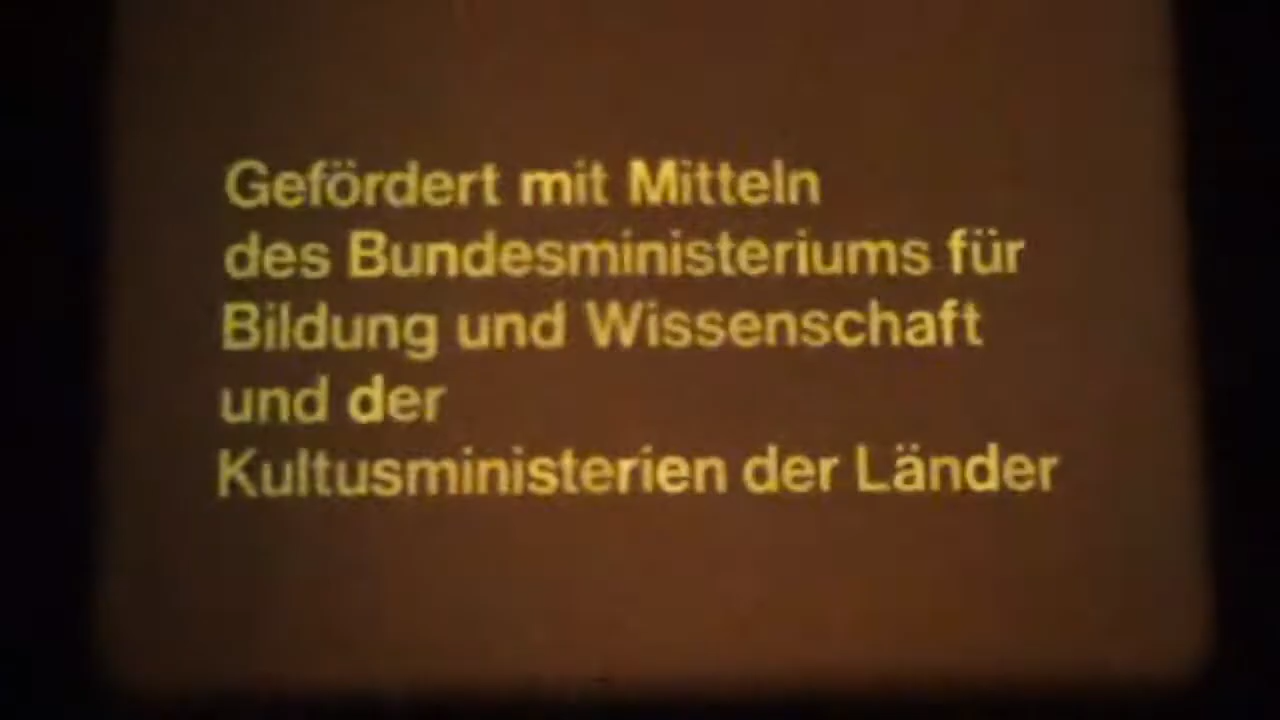 Gefördert mit Mitteln
des Bundesministeriums für
Bildung und Wissenschaft
und der
Kultusministerien der Länder